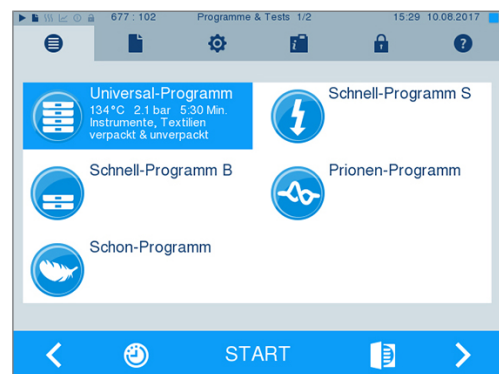 677 : 102 Programme & Tests 1/2 15:29 10.08.2017
Universal-Programm
134°C 2.1 bar 5:30 Min.
Instrumente, Textilien
verpackt & unverpackt
Schnell-Programm S
Schnell-Programm B
Prionen-Programm
Schon-Programm
START